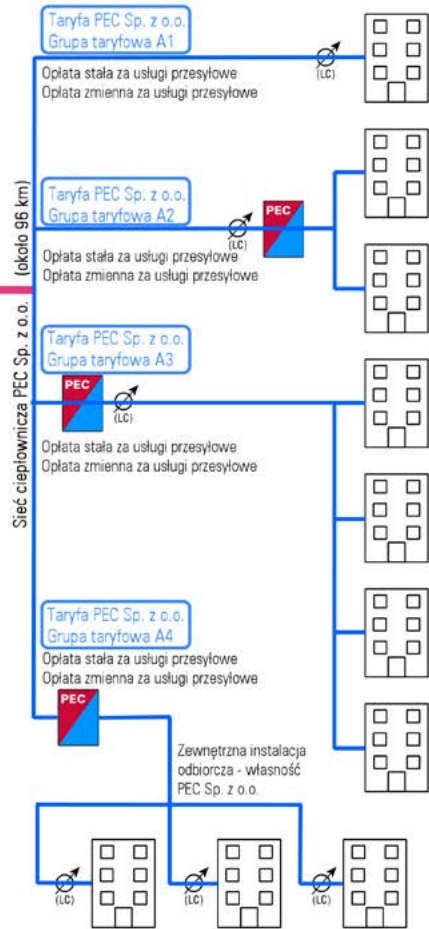 Taryfa PEC Sp. z o.o.
Grupa taryfowa A1
(LC)
Opłata stała za usługi przesyłowe
Opłata zmienna za usługi przesyłowe
Sieć ciepłownicza PEC Sp. z o.o. (około 96 km)
Taryfa PEC Sp. z o.o.
Grupa taryfowa A2
PEC
(LC)
Opłata stała za usługi przesyłowe
Opłata zmienna za usługi przesyłowe
Taryfa PEC Sp. z o.o.
Grupa taryfowa A3
PEC
(LC)
Opłata stała za usługi przesyłowe
Opłata zmienna za usługi przesyłowe
Taryfa PEC Sp. z o.o.
Grupa taryfowa A4
Opłata stała za usługi przesyłowe
Opłata zmienna za usługi przesyłowe
PEC
Zewnętrzna instalacja
odbiorcza - własność
PEC Sp. z o.o.
(LC)
(LC)
(LC)